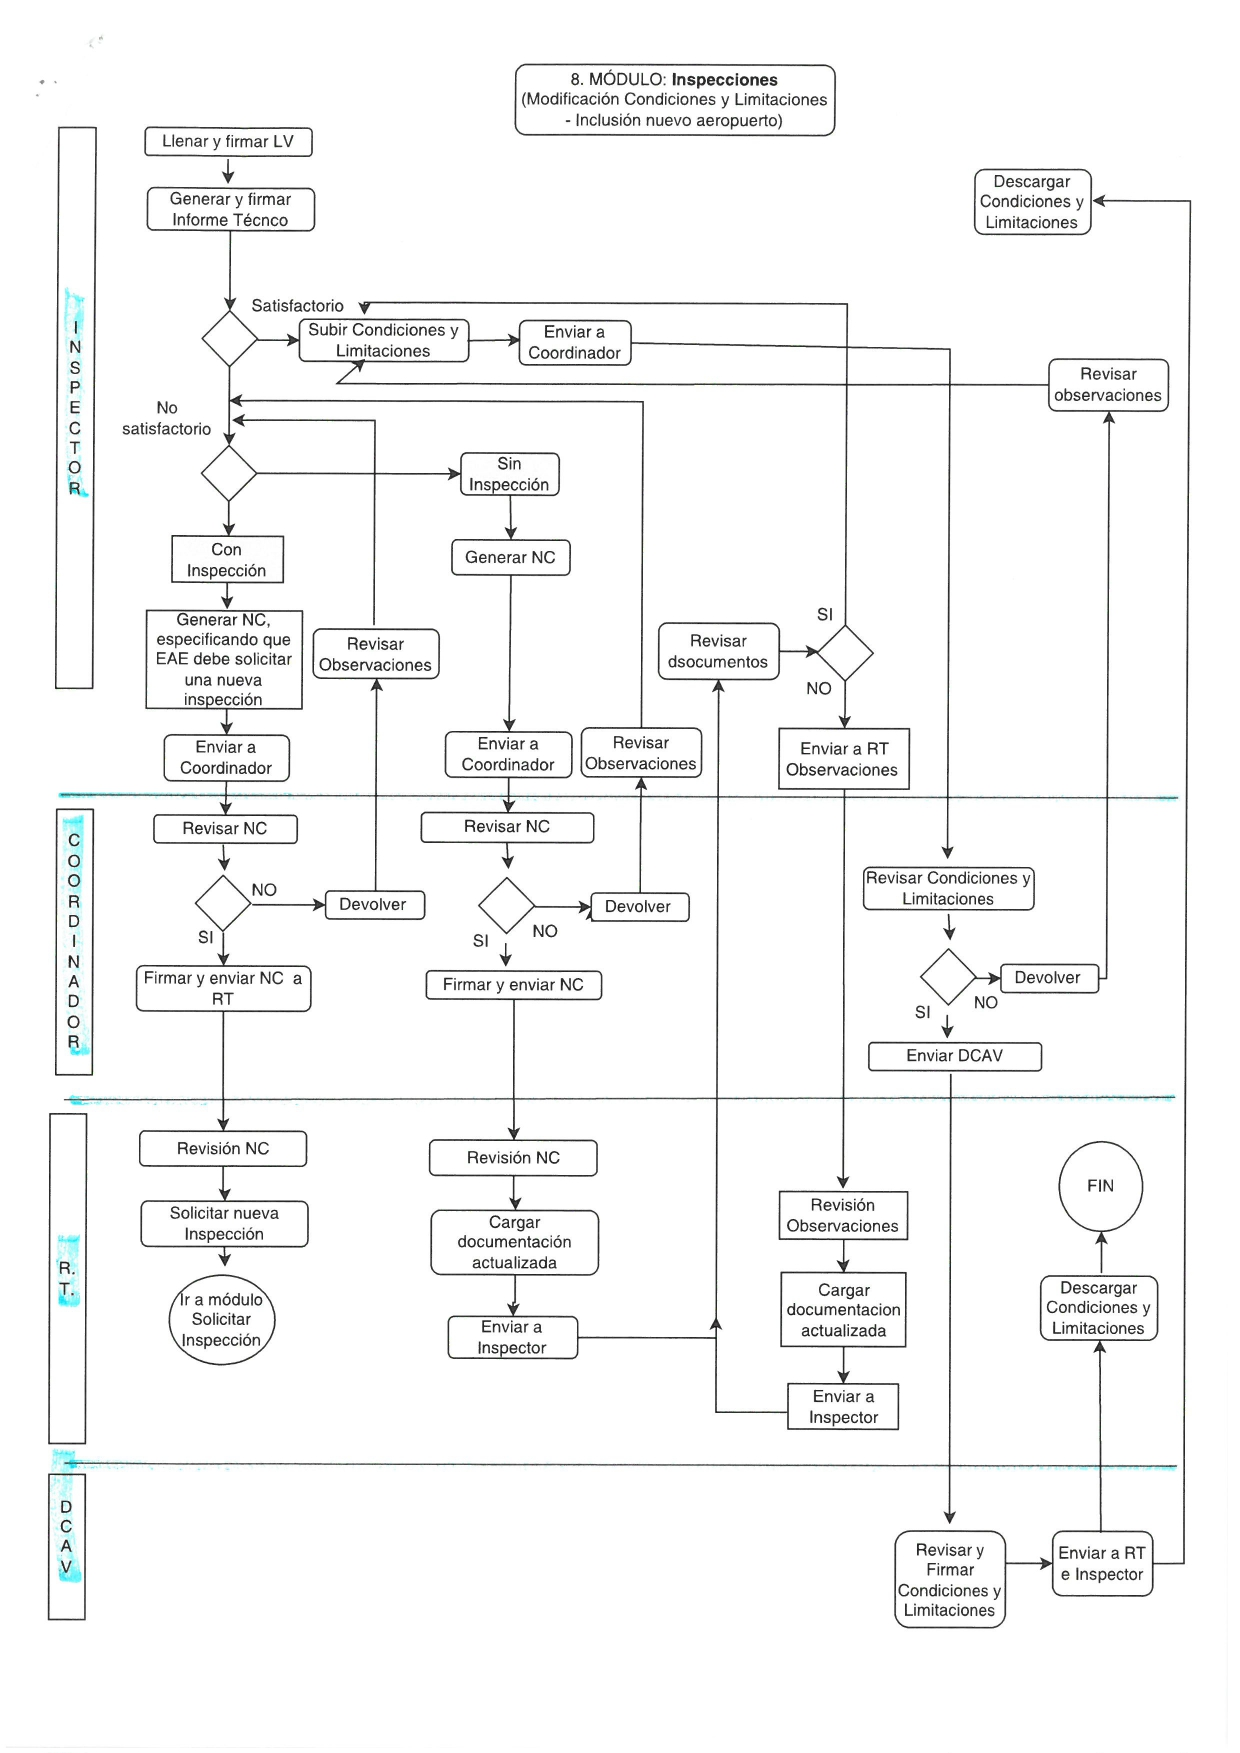 8. MÓDULO: Inspecciones
(Modificación Condiciones y Limitaciones
- Inclusión nuevo aeropuerto)
INSPECTOR
Llenar y firmar LV
Generar y firmar
Informe Técnco
Descargar
Condiciones y
Limitaciones
Satisfactorio
Subir Condiciones y
Limitaciones
Enviar a
Coordinador
Revisar
observaciones
No
satisfactorio
Sin
Inspección
Con
Inspección
Generar NC
Generar NC,
especificando que
EAE debe solicitar
una nueva
inspección
Revisar
Observaciones
Revisar
dsocumentos
SI
NO
Enviar a
Coordinador
Enviar a
Coordinador
Revisar
Observaciones
Enviar a RT
Observaciones
COORDINADOR
Revisar NC
NO
Devolver
SI
Firmar y enviar NC a
RT
Revisar NC
NO
Devolver
SI
Firmar y enviar NC
Revisar Condiciones y
Limitaciones
Devolver
NO
SI
Enviar DCAV
R.
T.
Revisión NC
Solicitar nueva
Inspección
Ir a módulo
Solicitar
Inspección
Revisión NC
Cargar
documentación
actualizada
Enviar a
Inspector
Revisión
Observaciones
Cargar
documentacion
actualizada
Enviar a
Inspector
FIN
Descargar
Condiciones y
Limitaciones
DCAV
Revisar y
Firmar
Condiciones y
Limitaciones
Enviar a RT
e Inspector